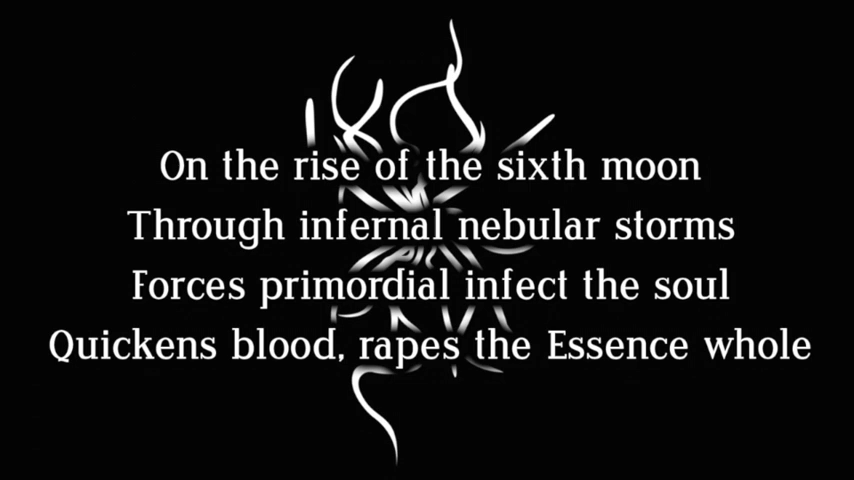 On the rise of the sixth moon
Through infernal nebular storms
Forces primordial infect the soul
Quickens blood, rapes the Essence whole